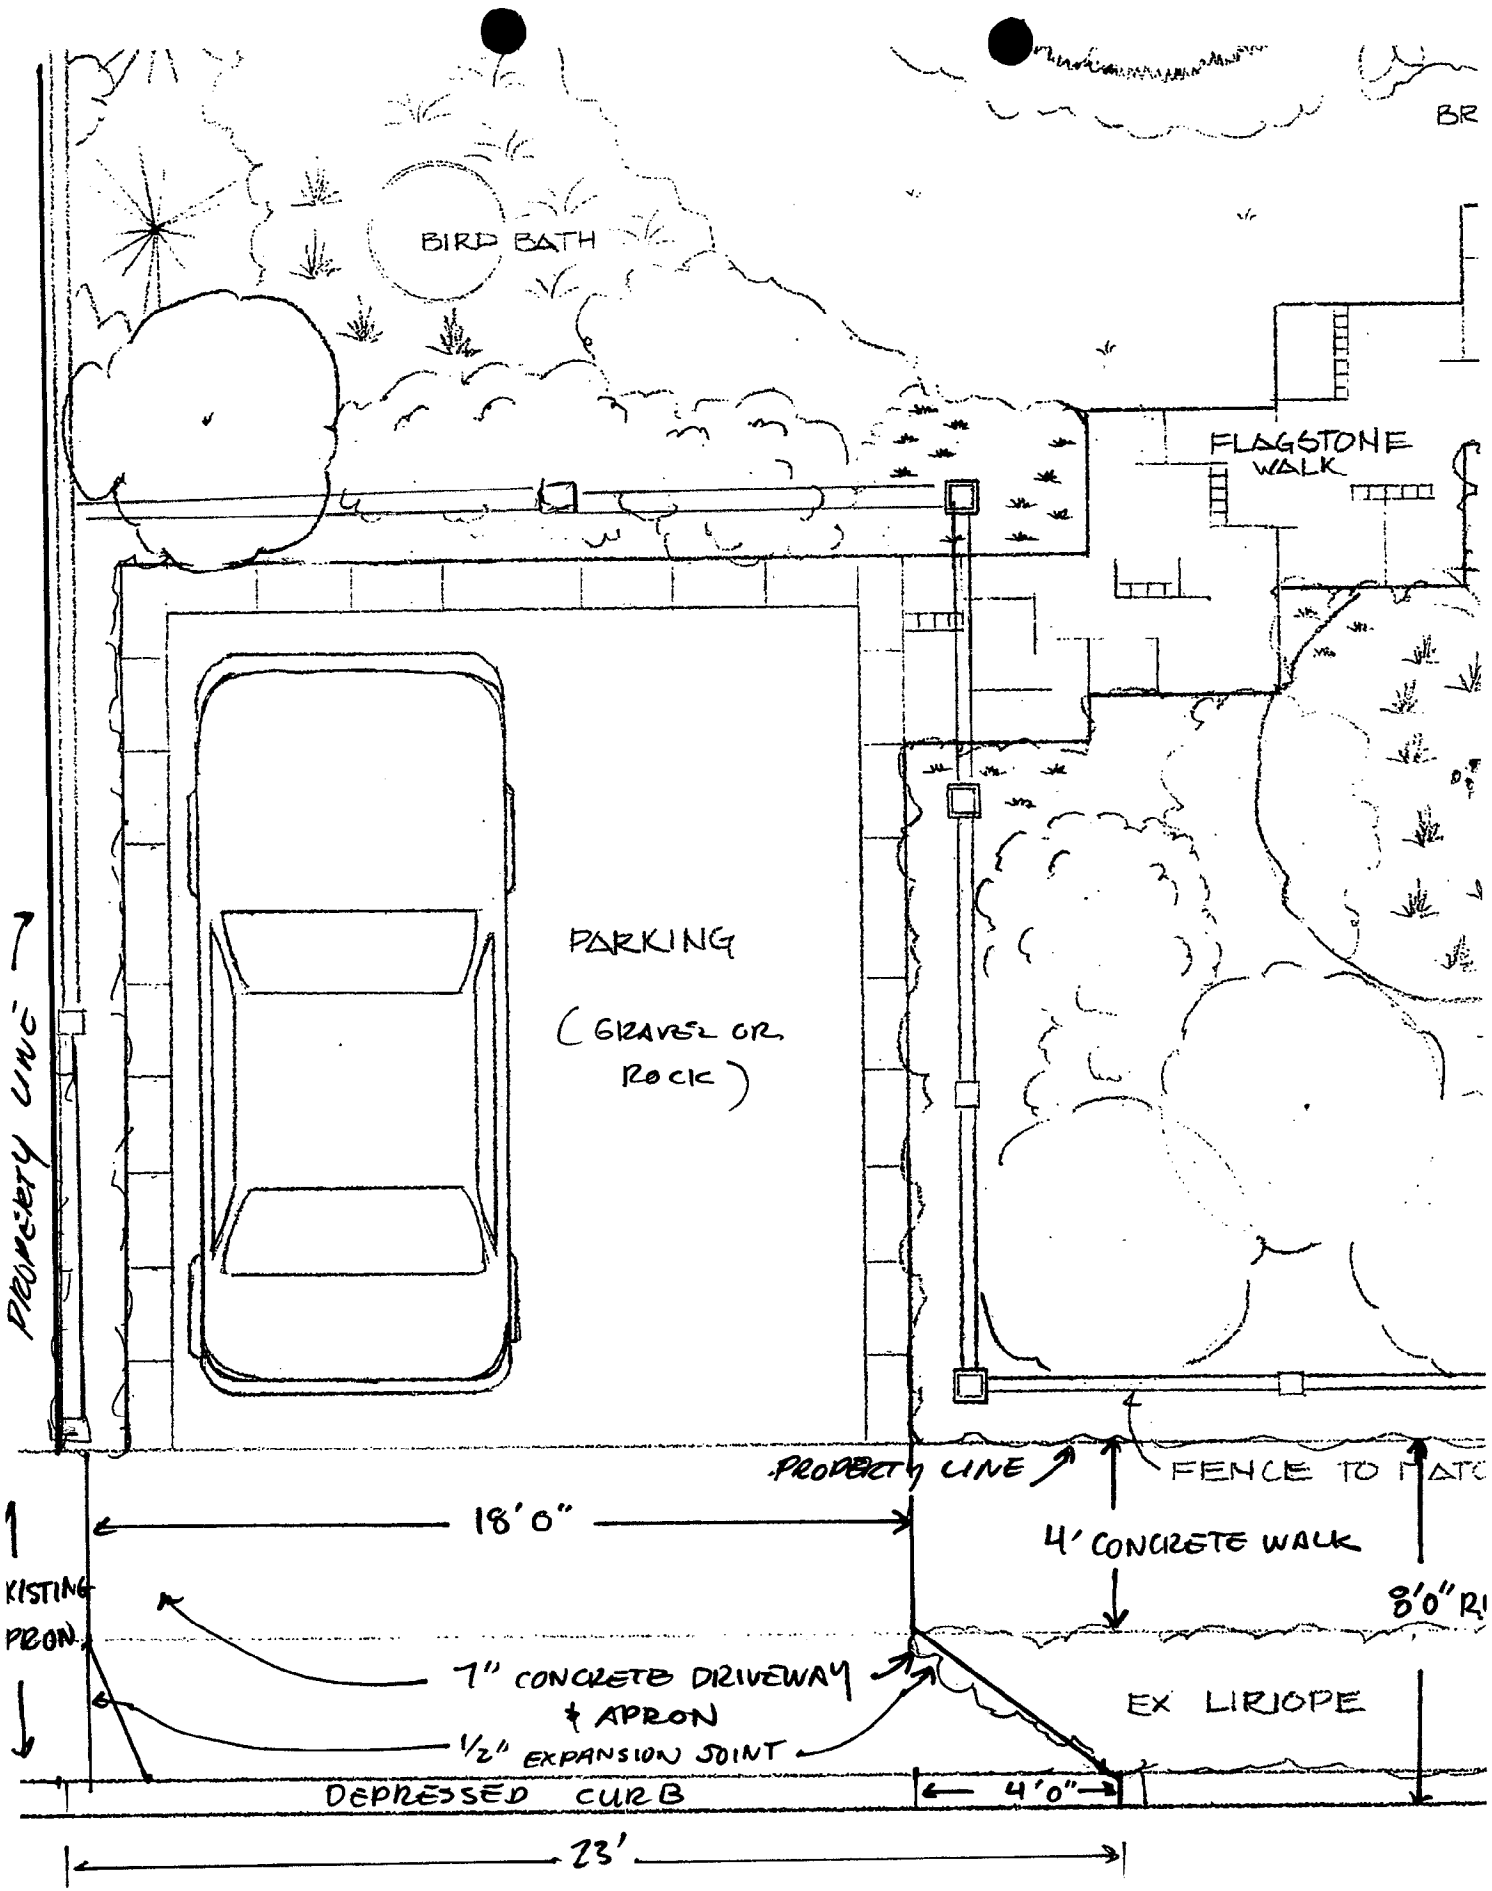 BR
BIRD BATH
FLAGSTONE
WALK
PARKING
(GRAVEL OR
ROCK)
PROPERTY LINE
PROPERTY LINE
FENCE TO MATC
18'0"
4' CONCRETE WALK
8'0" R
XISTING
PRON
7" CONCRETE DRIVEWAY
& APRON
EX LIRIOPE
1/2" EXPANSION JOINT
DEPRESSED CURB
4'0"
23'